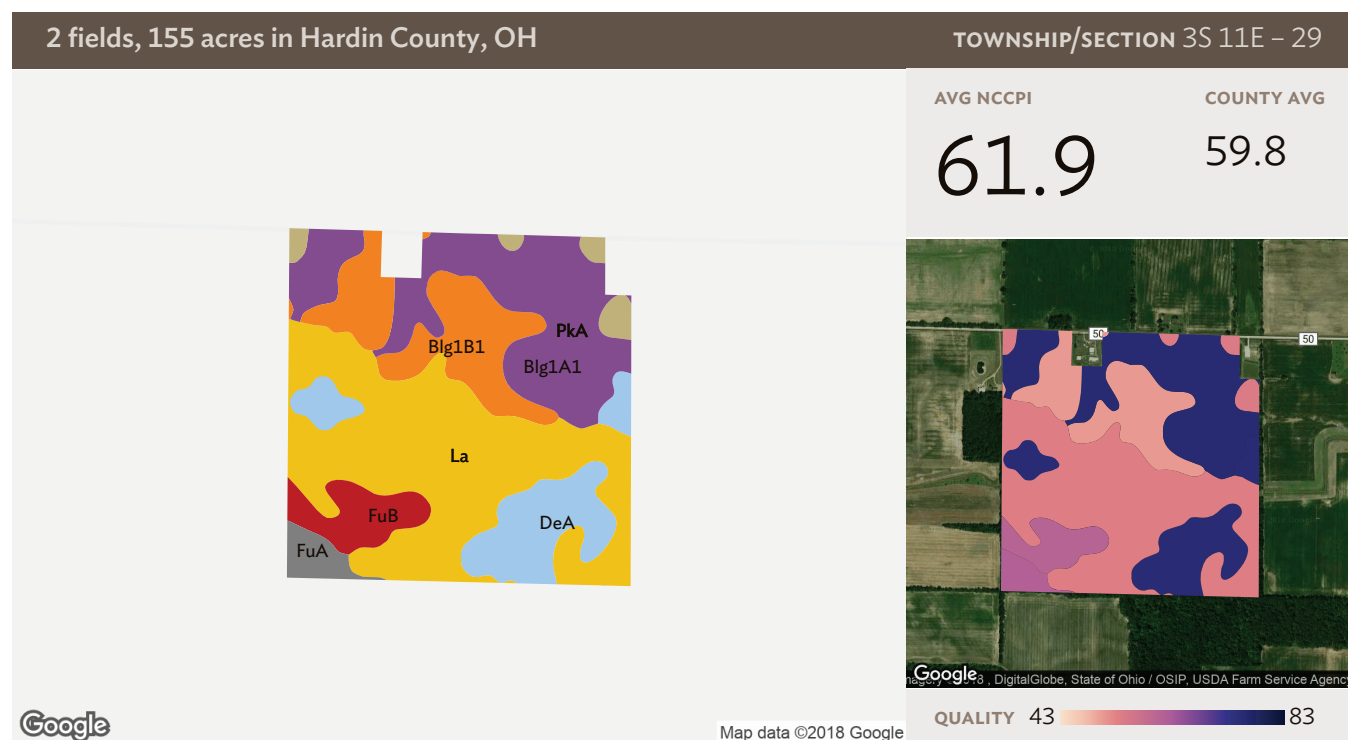 2 fields, 155 acres in Hardin County, OH
TOWNSHIP/SECTION 3S 11E – 29
AVG NCCPI
COUNTY AVG
61.9
59.8
PkA
Blg1B1
Blg1A1
La
FuB
DeA
FuA
50
50
Google
Map data ©2018 Google
Google
, DigitalGlobe, State of Ohio / OSIP, USDA Farm Service Agency
QUALITY 43 83